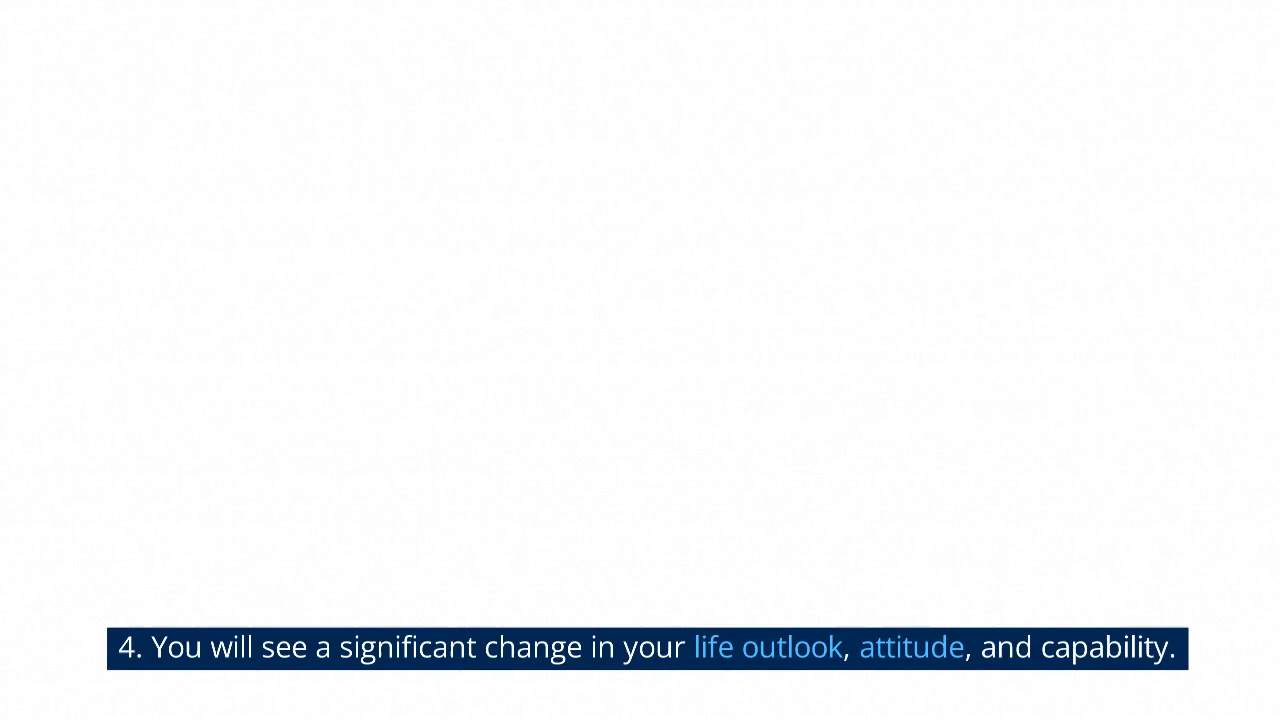 4. You will see a significant change in your life outlook, attitude, and capability.